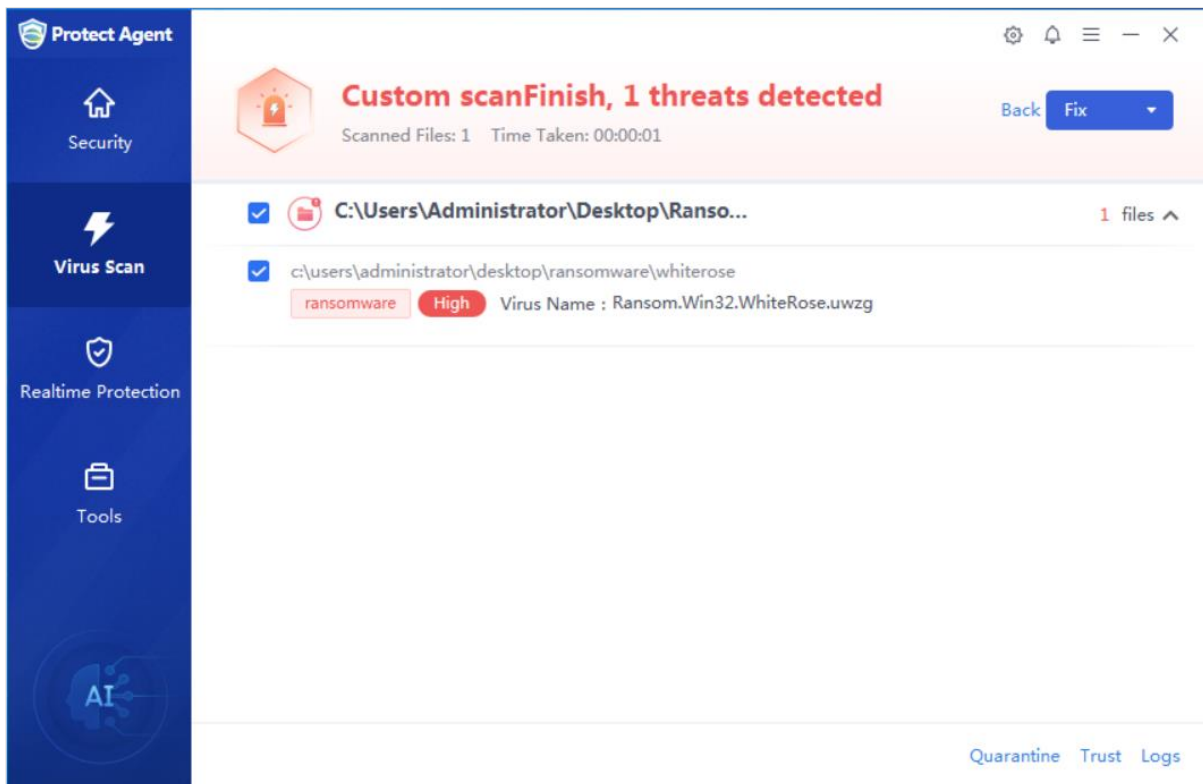 Protect Agent
Security
Virus Scan
Realtime Protection
Tools
AI
Custom scanFinish, 1 threats detected
Scanned Files: 1 Time Taken: 00:00:01
Back Fix
C:\Users\Administrator\Desktop\Ranso... 1 files
c:\users\administrator\desktop\ransomware\whiterose
ransomware High Virus Name : Ransom.Win32.WhiteRose.uwzg
Quarantine Trust Logs